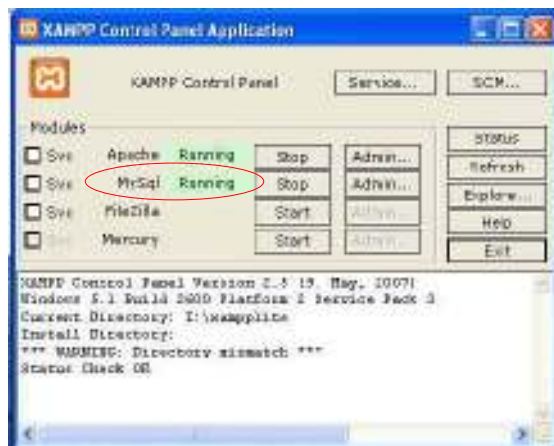 XAMPP Control Panel Application
XAMPP Control Panel
Service...
SCM...
Modules
Svc Apache Running Stop Admin...
Svc MySql Running Stop Admin...
Svc FileZilla Start Admin...
Svc Mercury Start Admin...
Status
Refresh
Explore...
Help
Exit
XAMPP Control Panel Version 2.5 (9. May, 2007)
Windows 5.1 Build 2600 Platform 2 Service Pack 3
Current Directory: I:\xampplite
Install Directory:
*** WARNING: Directory mismatch ***
Status Check OK